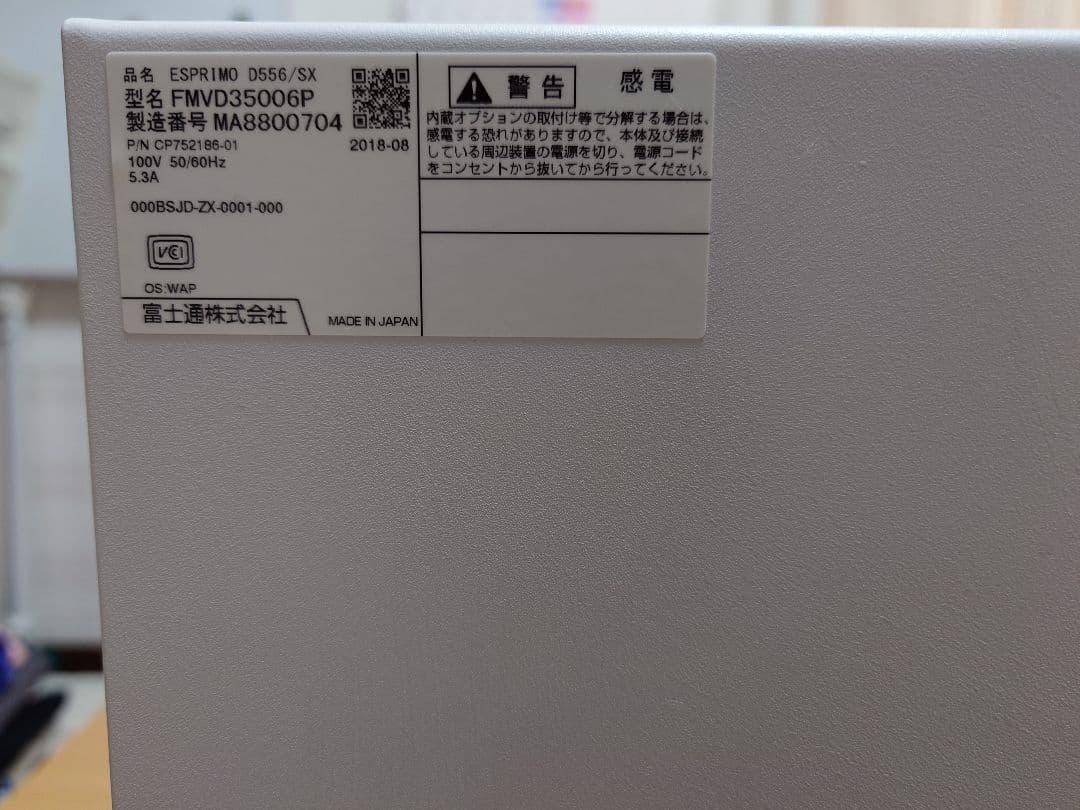 品名 ESPRIMO D556/SX
型名 FMVD35006P
製造番号 MA8800704
P/N CP752186-01
2018-08
100V 50/60Hz
5.3A
000BSJD-ZX-0001-000
VCI
OS:WAP
富士通株式会社
MADE IN JAPAN
警告 感電
内蔵オプションの取付け等で分解する場合は、
感電する恐れがありますので、本体及び接続
している周辺装置の電源を切り、電源コード
をコンセントから抜いてから行ってください。